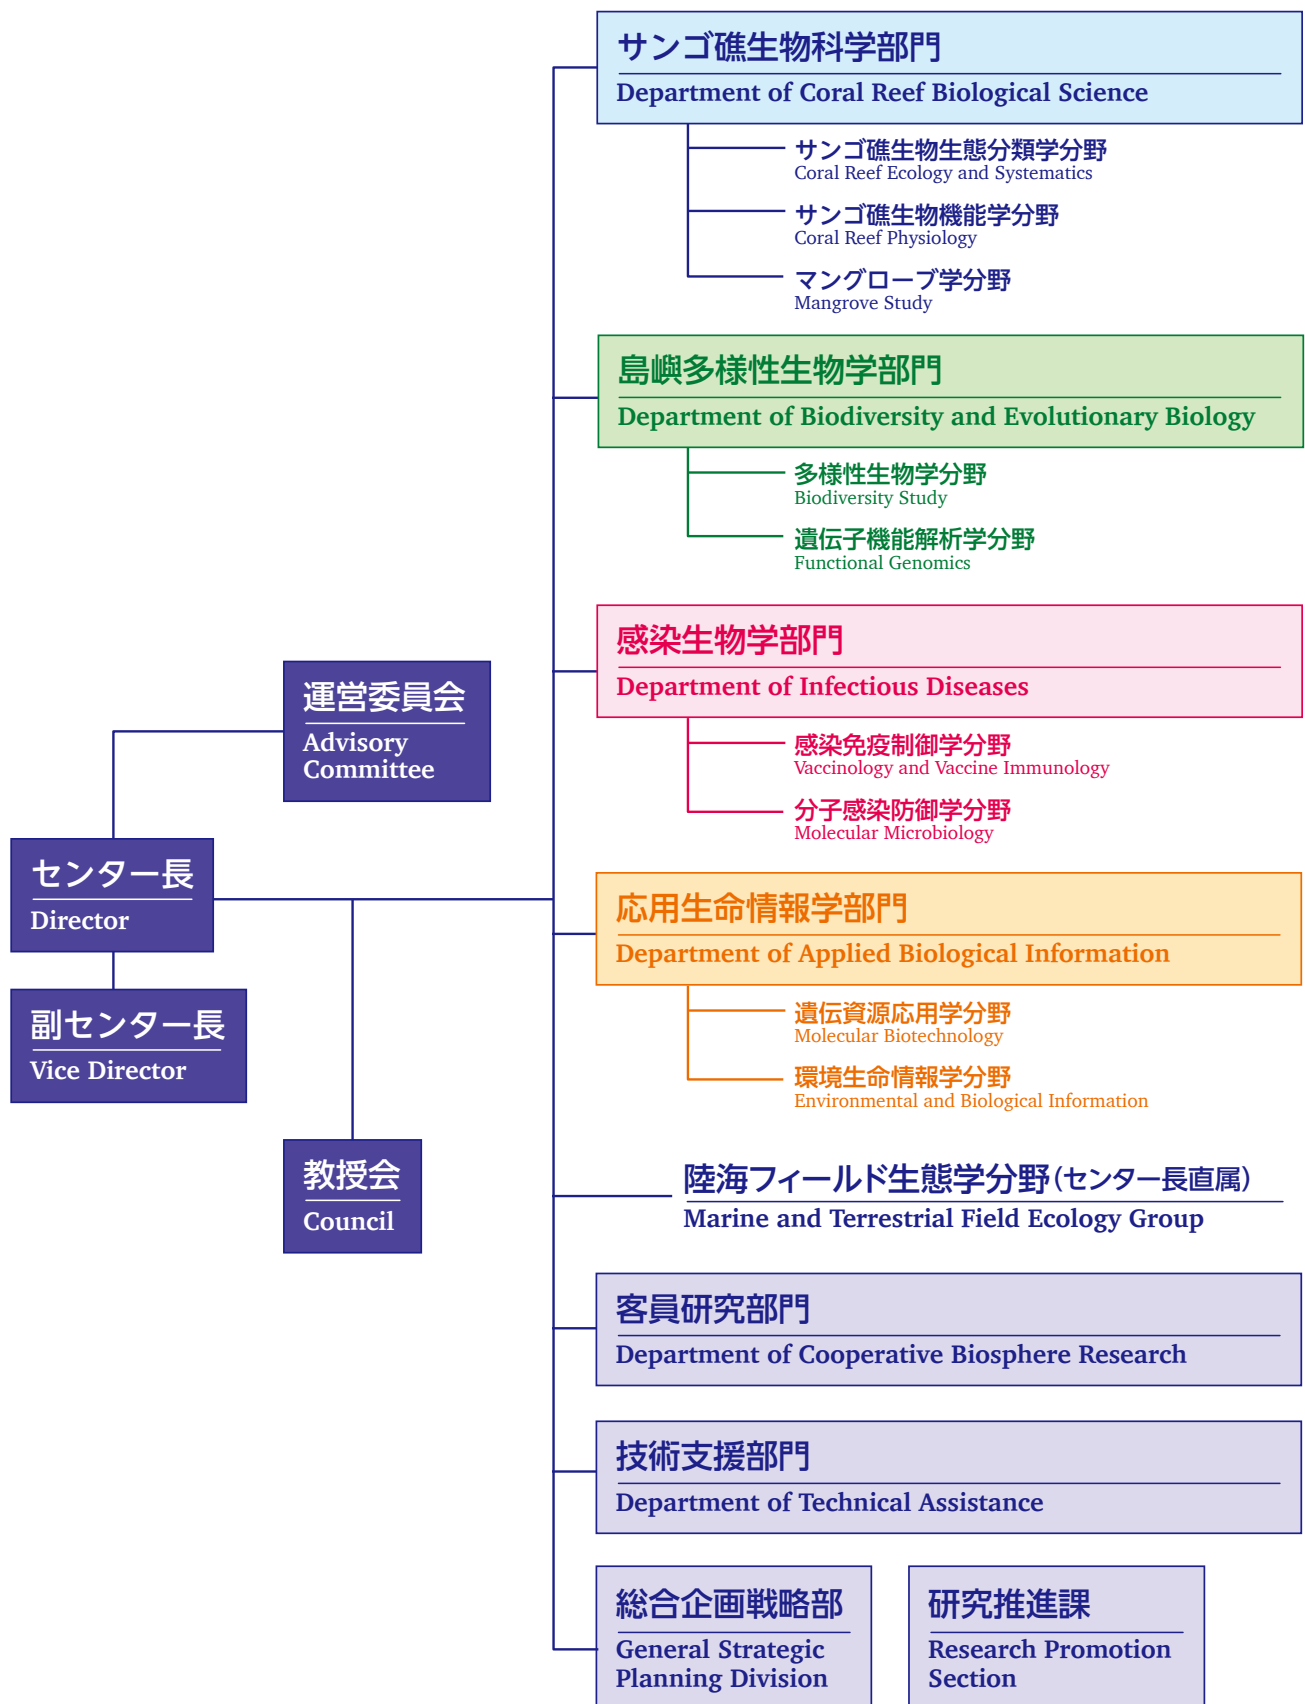 サンゴ礁生物科学部門
Department of Coral Reef Biological Science
サンゴ礁生物生態分類学分野
Coral Reef Ecology and Systematics
サンゴ礁生物機能学分野
Coral Reef Physiology
マングローブ学分野
Mangrove Study
島嶼多様性生物学部門
Department of Biodiversity and Evolutionary Biology
多様性生物学分野
Biodiversity Study
遺伝子機能解析学分野
Functional Genomics
感染生物学部門
Department of Infectious Diseases
感染免疫制御学分野
Vaccinology and Vaccine Immunology
分子感染防御学分野
Molecular Microbiology
運営委員会
Advisory
Committee
センター長
Director
副センター長
Vice Director
教授会
Council
応用生命情報学部門
Department of Applied Biological Information
遺伝資源応用学分野
Molecular Biotechnology
環境生命情報学分野
Environmental and Biological Information
陸海フィールド生態学分野(センター長直属)
Marine and Terrestrial Field Ecology Group
客員研究部門
Department of Cooperative Biosphere Research
技術支援部門
Department of Technical Assistance
総合企画戦略部
General Strategic
Planning Division
研究推進課
Research Promotion
Section